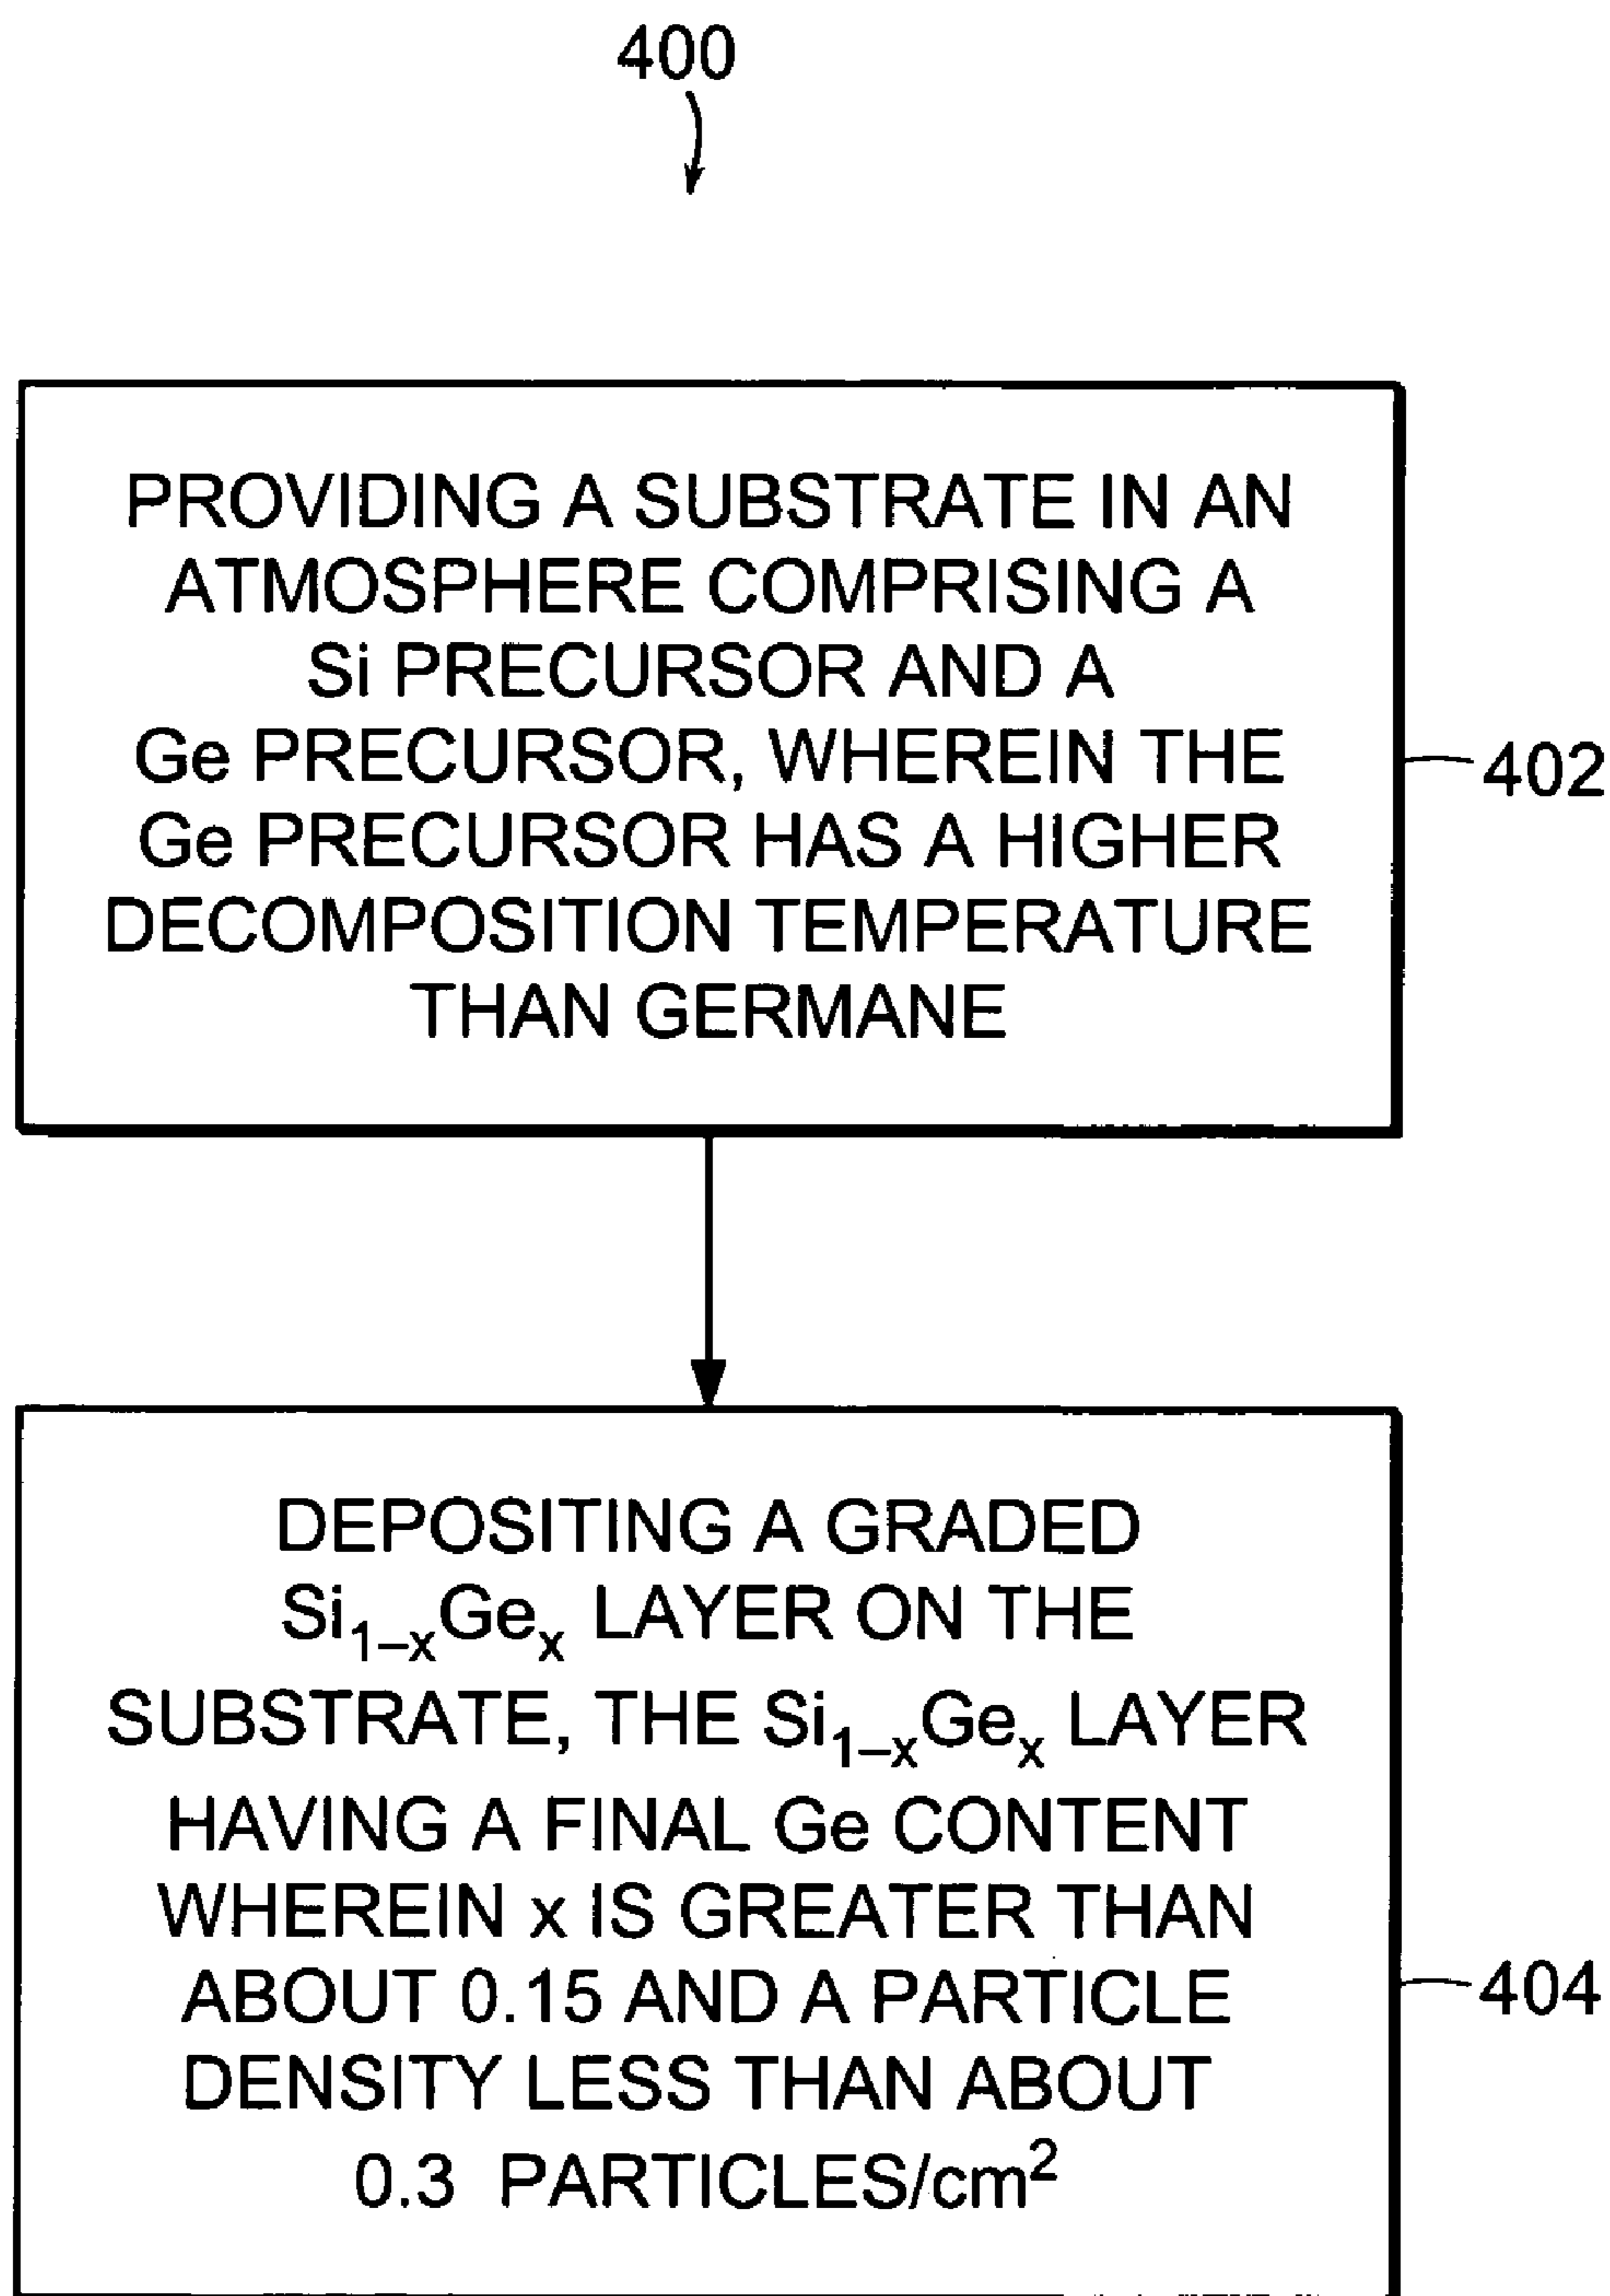 400
PROVIDING A SUBSTRATE IN AN
ATMOSPHERE COMPRISING A
Si PRECURSOR AND A
Ge PRECURSOR, WHEREIN THE
Ge PRECURSOR HAS A HIGHER
DECOMPOSITION TEMPERATURE
THAN GERMANE
402
DEPOSITING A GRADED
Si₁₋ₓGeₓ LAYER ON THE
SUBSTRATE, THE Si₁₋ₓGeₓ LAYER
HAVING A FINAL Ge CONTENT
WHEREIN x IS GREATER THAN
ABOUT 0.15 AND A PARTICLE
DENSITY LESS THAN ABOUT
0.3 PARTICLES/cm²
404